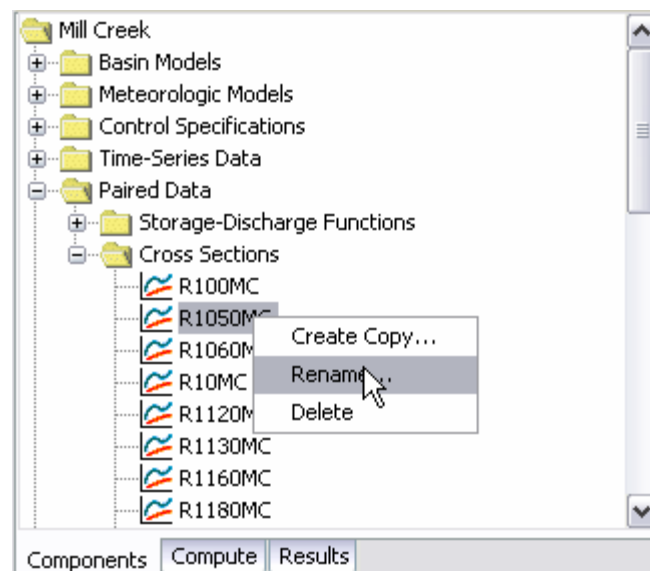 Mill Creek
Basin Models
Meteorologic Models
Control Specifications
Time-Series Data
Paired Data
Storage-Discharge Functions
Cross Sections
R100MC
R1050MC
R1060M
R10MC
R1120M
R1130MC
R1160MC
R1180MC
Create Copy...
Rename...
Delete
Components Compute Results